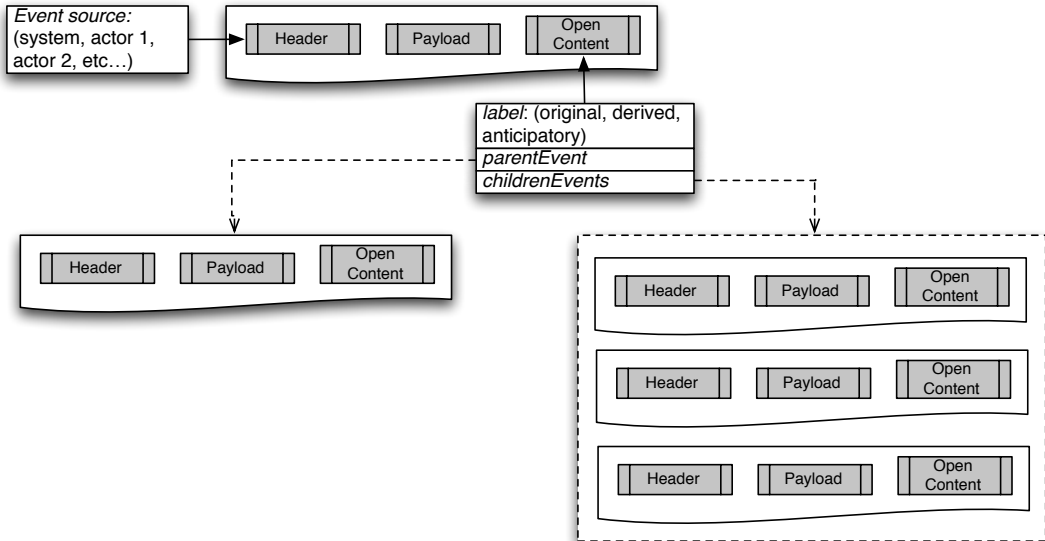 Event source:
(system, actor 1,
actor 2, etc…)
Header
Payload
Open
Content
label: (original, derived,
anticipatory)
parentEvent
childrenEvents
Header
Payload
Open
Content
Header
Payload
Open
Content
Header
Payload
Open
Content
Header
Payload
Open
Content